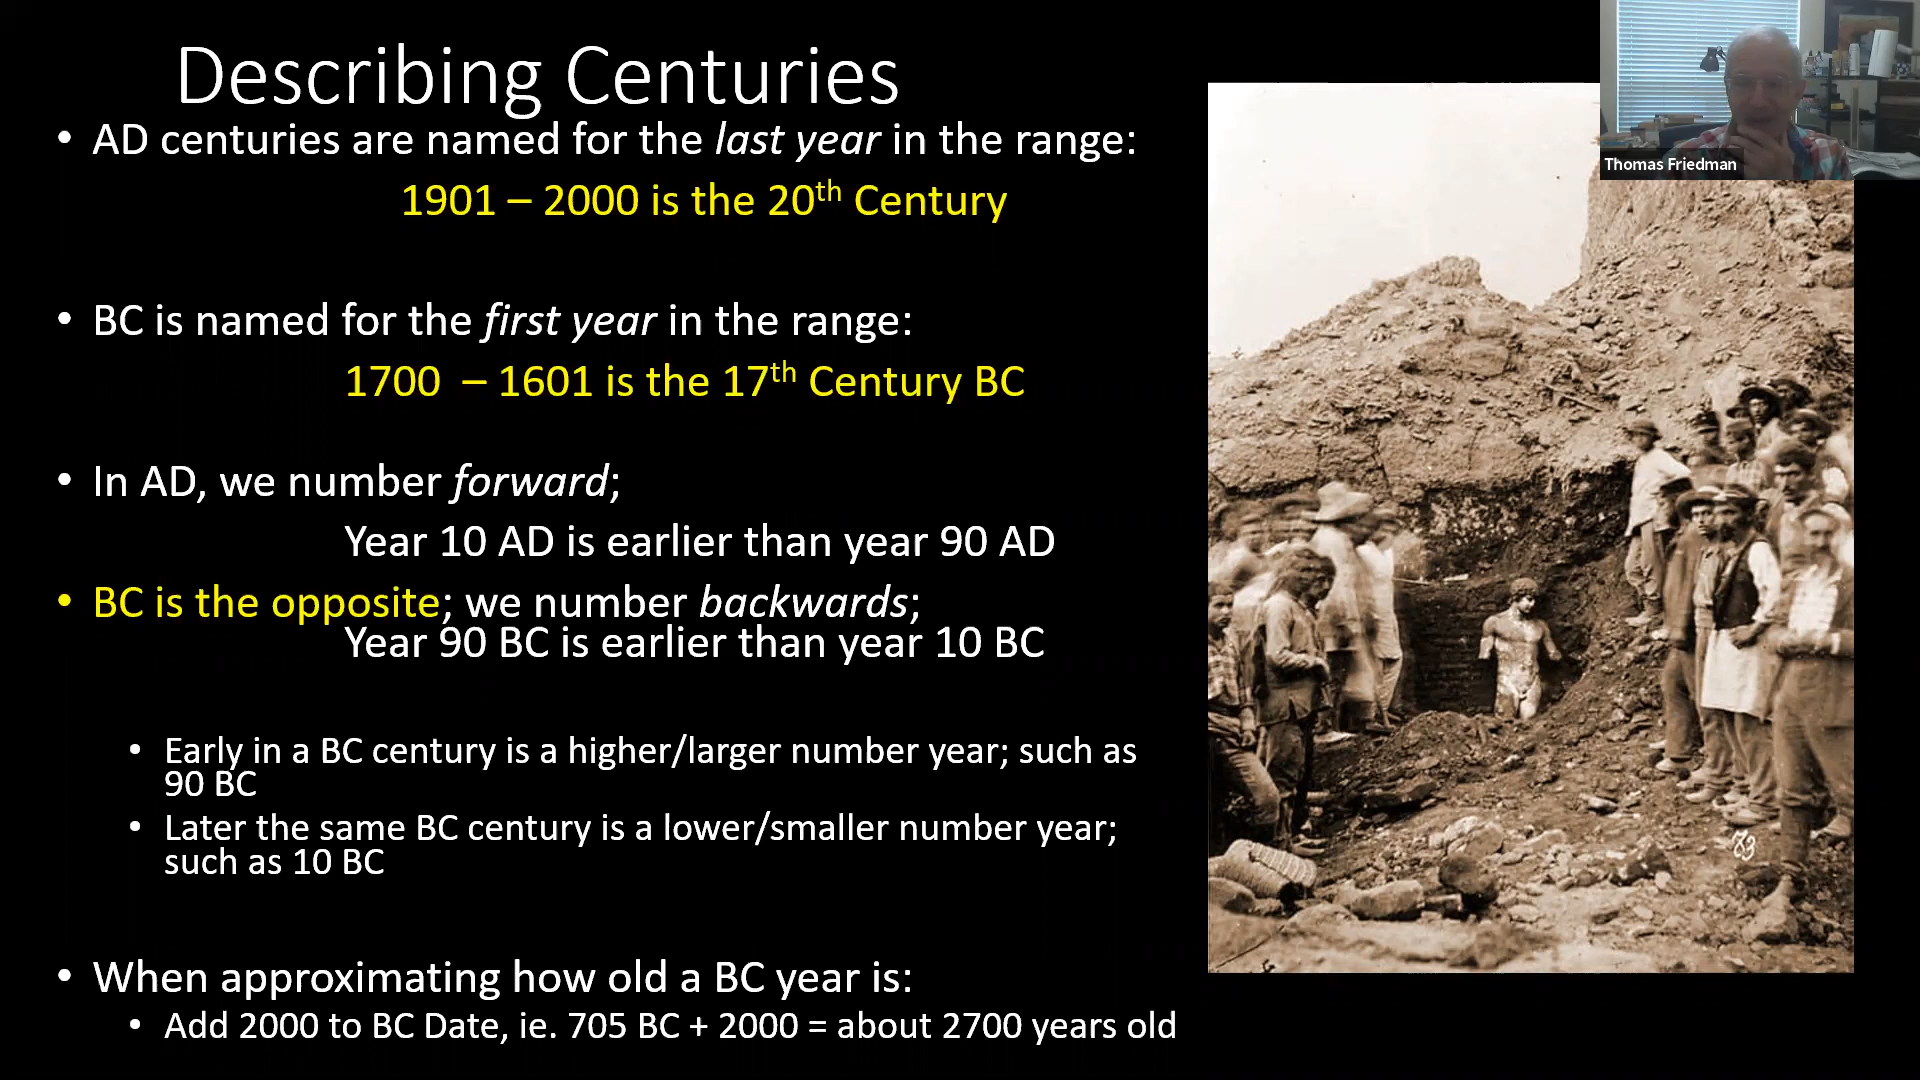 Describing Centuries
• AD centuries are named for the last year in the range:
1901 – 2000 is the 20th Century
• BC is named for the first year in the range:
1700 – 1601 is the 17th Century BC
• In AD, we number forward;
Year 10 AD is earlier than year 90 AD
• BC is the opposite; we number backwards;
Year 90 BC is earlier than year 10 BC
• Early in a BC century is a higher/larger number year; such as
90 BC
• Later the same BC century is a lower/smaller number year;
such as 10 BC
• When approximating how old a BC year is:
• Add 2000 to BC Date, ie. 705 BC + 2000 = about 2700 years old
Thomas Friedman
73